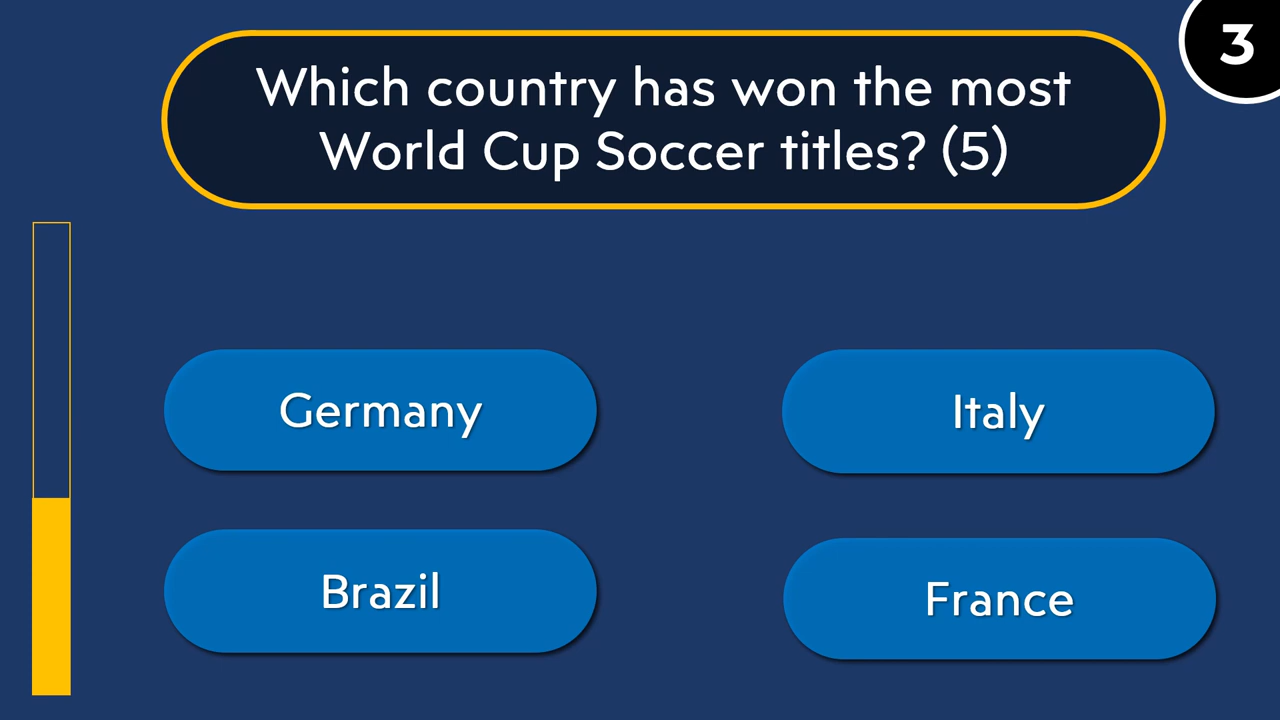 3
Which country has won the most
World Cup Soccer titles? (5)
Germany
Italy
Brazil
France